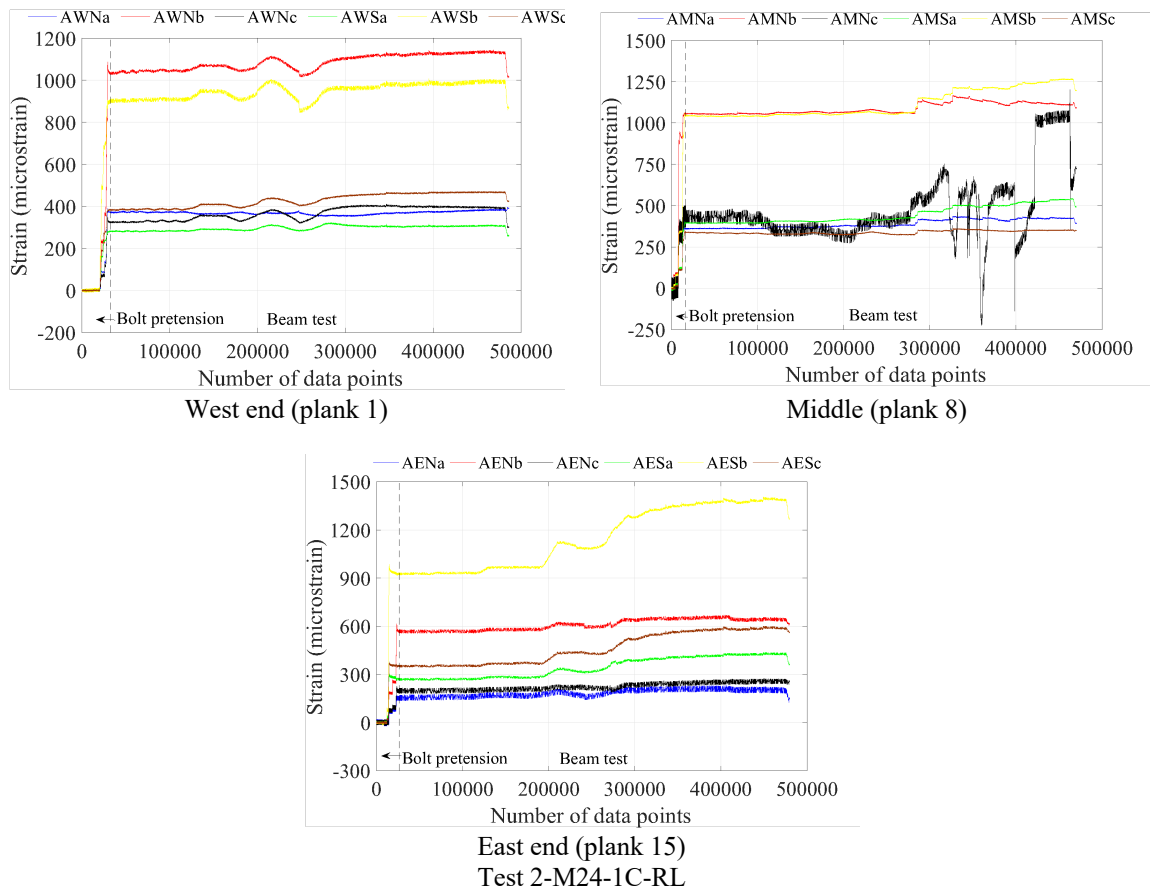 AWNa AWNb AWNc AWSa AWSb AWSc
1200
1000
800
600
400
200
0
-200
Strain (microstrain)
Bolt pretension
Beam test
0 100000 200000 300000 400000 500000
Number of data points
West end (plank 1)
AMNa AMNb AMNc AMSa AMSb AMSc
1500
1250
1000
750
500
250
0
-250
Strain (microstrain)
Bolt pretension
Beam test
0 100000 200000 300000 400000 500000
Number of data points
Middle (plank 8)
AENa AENb AENc AESa AESb AESc
1500
1200
900
600
300
0
-300
Strain (microstrain)
Bolt pretension
Beam test
0 100000 200000 300000 400000 500000
Number of data points
East end (plank 15)
Test 2-M24-1C-RL